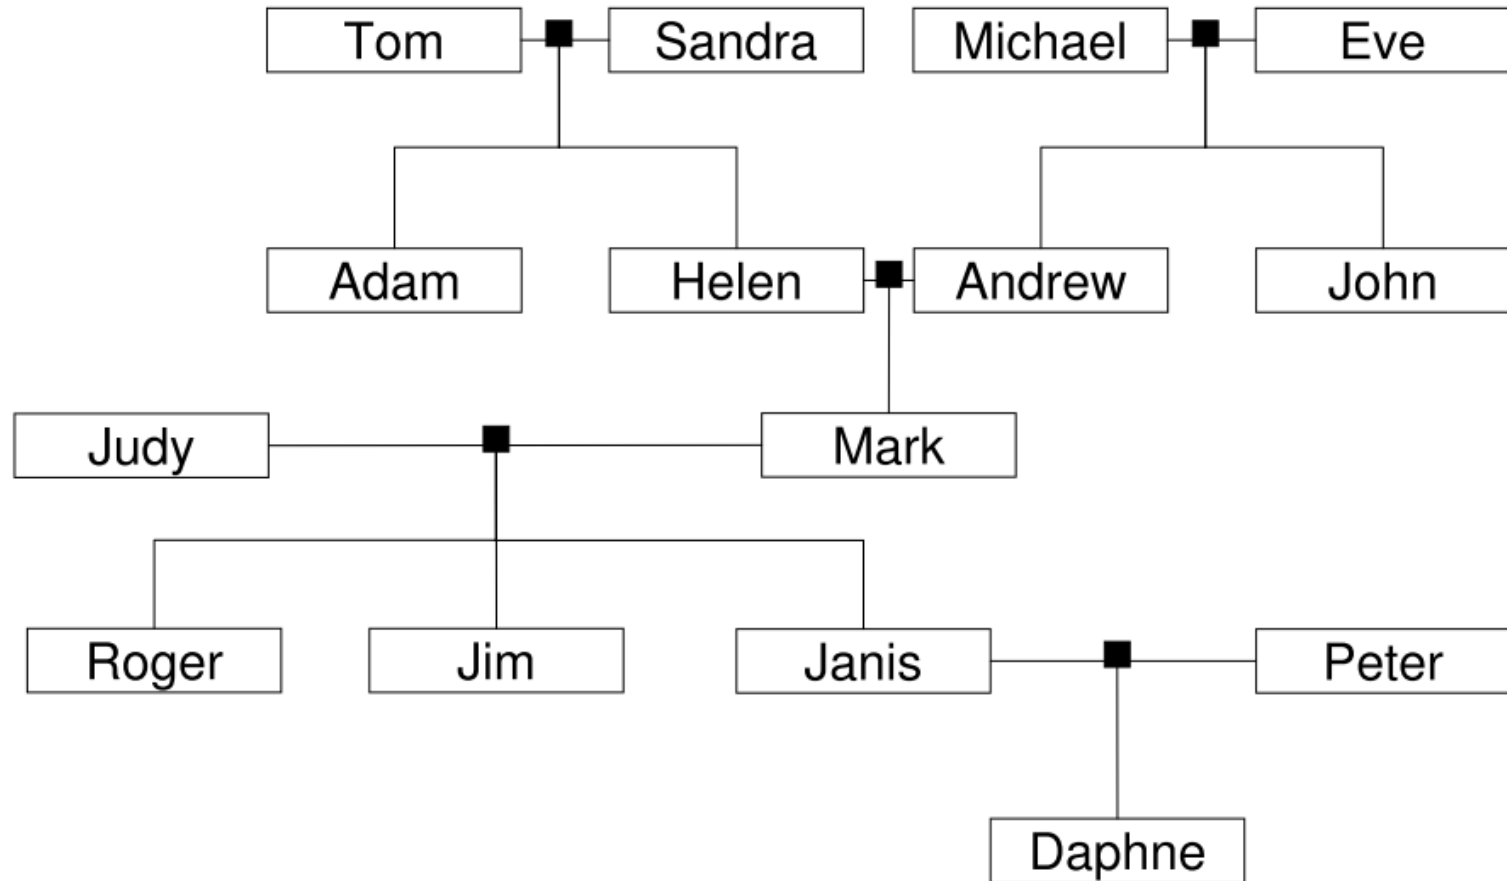 Tom
Sandra
Michael
Eve
Adam
Helen
Andrew
John
Judy
Mark
Roger
Jim
Janis
Peter
Daphne